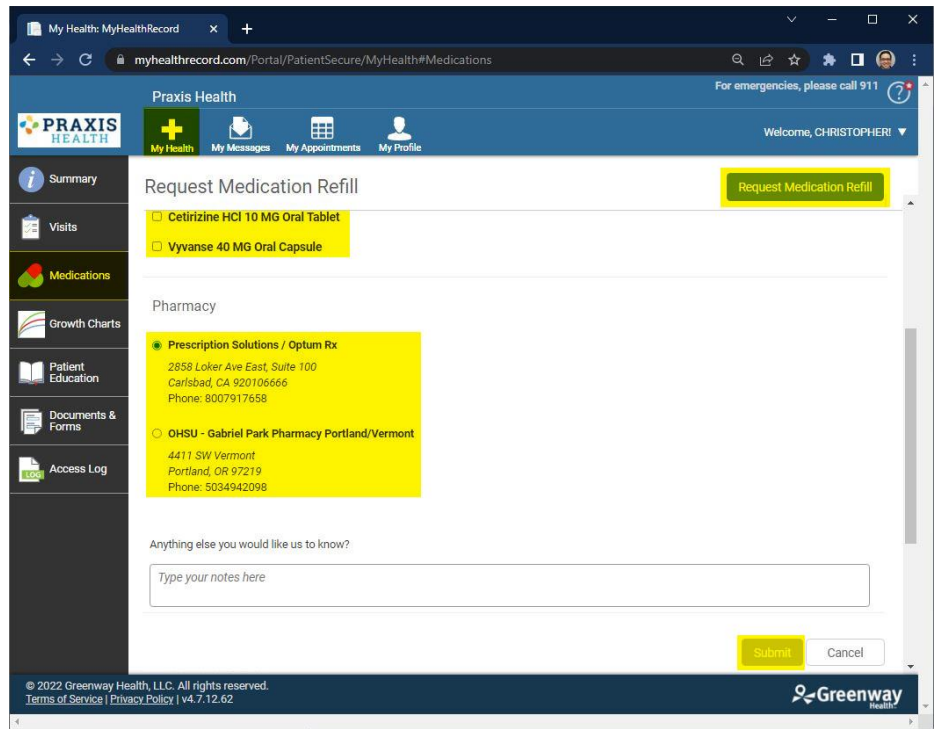 My Health: MyHealthRecord
myhealthrecord.com/Portal/PatientSecure/MyHealth#Medications
Praxis Health
For emergencies, please call 911
PRAXIS
HEALTH
My Health
My Messages
My Appointments
My Profile
Welcome, CHRISTOPHER!
Summary
Visits
Medications
Growth Charts
Patient
Education
Documents &
Forms
LOG
Access Log
Request Medication Refill
Request Medication Refill
Cetirizine HCl 10 MG Oral Tablet
Vyvanse 40 MG Oral Capsule
Pharmacy
Prescription Solutions / Optum Rx
2858 Loker Ave East, Suite 100
Carlsbad, CA 920106666
Phone: 8007917658
OHSU - Gabriel Park Pharmacy Portland/Vermont
4411 SW Vermont
Portland, OR 97219
Phone: 5034942098
Anything else you would like us to know?
Type your notes here
Submit
Cancel
© 2022 Greenway Health, LLC. All rights reserved.
Terms of Service | Privacy Policy | v4.7.12.62
Greenway
Health